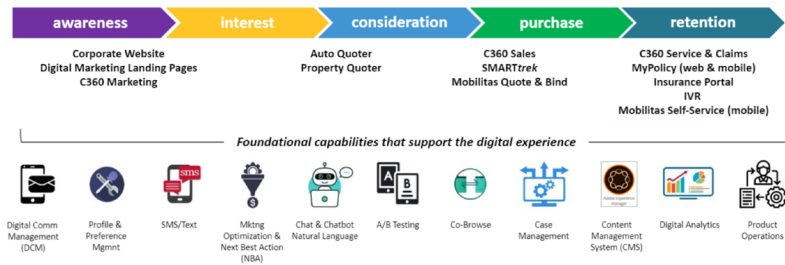 awareness
interest
consideration
purchase
retention
Corporate Website
Digital Marketing Landing Pages
C360 Marketing
Auto Quoter
Property Quoter
C360 Sales
SMARTtrek
Mobilitas Quote & Bind
C360 Service & Claims
MyPolicy (web & mobile)
Insurance Portal
IVR
Mobilitas Self-Service (mobile)
Foundational capabilities that support the digital experience
sms
A
B
Adobe Experience
Manager
Digital Comm
Management
(DCM)
Profile &
Preference
Mgmnt
SMS/Text
Mktng
Optimization &
Next Best Action
(NBA)
Chat & Chatbot
Natural Language
A/B Testing
Co-Browse
Case
Management
Content
Management
System (CMS)
Digital Analytics
Product
Operations